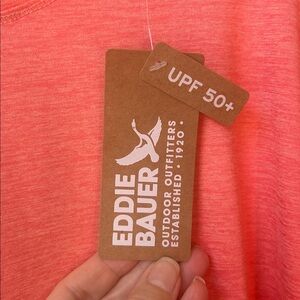 UPF 50+
EDDIE
BAUER
OUTDOOR OUTFITTERS
ESTABLISHED • 1920 •